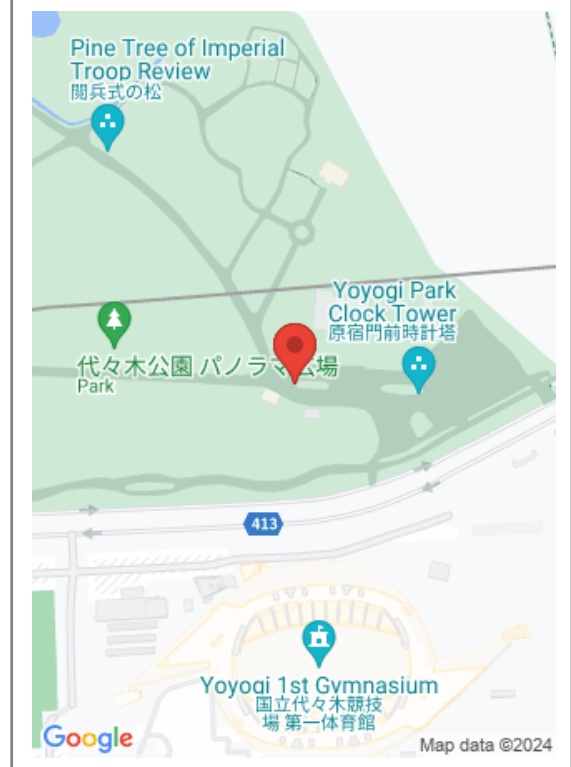 Pine Tree of Imperial
Troop Review
閲兵式の松
Yoyogi Park
Clock Tower
原宿門前時計塔
代々木公園 パノラマ広場
Park
413
Yoyogi 1st Gymnasium
国立代々木競技
場 第一体育館
Google
Map data ©2024